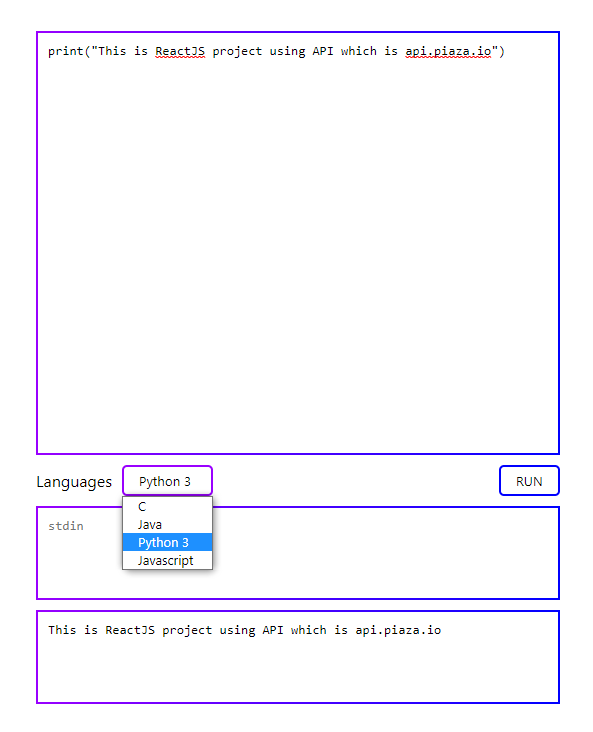 print("This is ReactJS project using API which is api.piaza.io")
Languages Python 3 RUN
C
Java
Python 3
Javascript
stdin
This is ReactJS project using API which is api.piaza.io